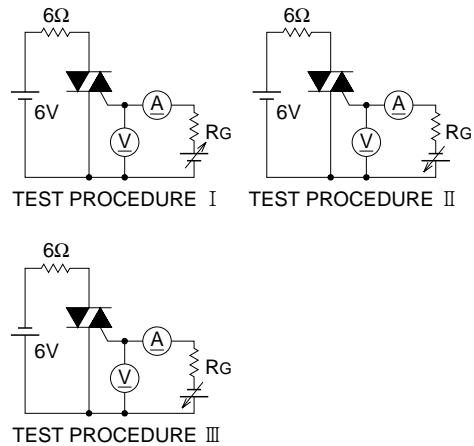 6Ω
6Ω
6V
A
V
RG
6V
A
V
RG
TEST PROCEDURE Ⅰ
TEST PROCEDURE Ⅱ
6Ω
6V
A
V
RG
TEST PROCEDURE Ⅲ